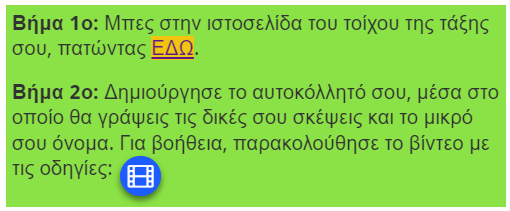 Βήμα 1ο: Μπες στην ιστοσελίδα του τοίχου της τάξης
σου, πατώντας ΕΔΩ.
Βήμα 2ο: Δημιούργησε το αυτοκόλλητό σου, μέσα στο
οποίο θα γράψεις τις δικές σου σκέψεις και το μικρό
σου όνομα. Για βοήθεια, παρακολούθησε το βίντεο με
τις οδηγίες: